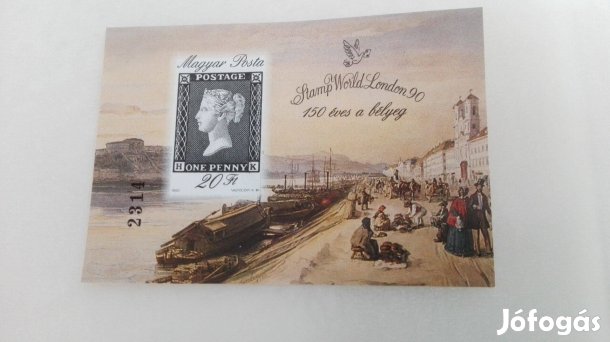 Magyar Posta
POSTAGE
H ONE PENNY K
20 Ft
Stamp World London 90
150 éves a bélyeg
2314
Jófogás